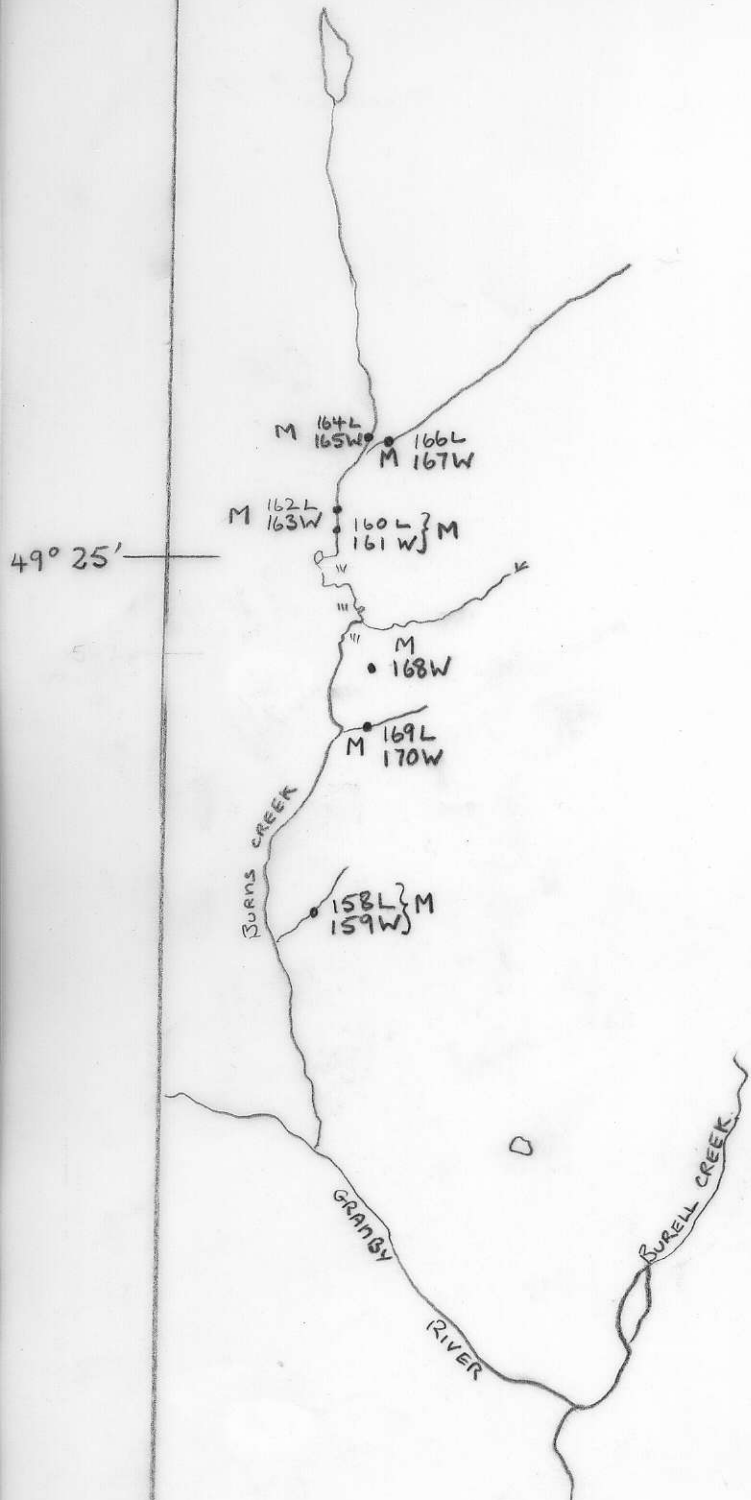 M 164L
165W
166L
M 167W
M 162L
163W
160L } M
161W
49° 25'
M
168W
169L
M 170W
BURNS CREEK
158L } M
159W
GRANBY
RIVER
BURELL CREEK